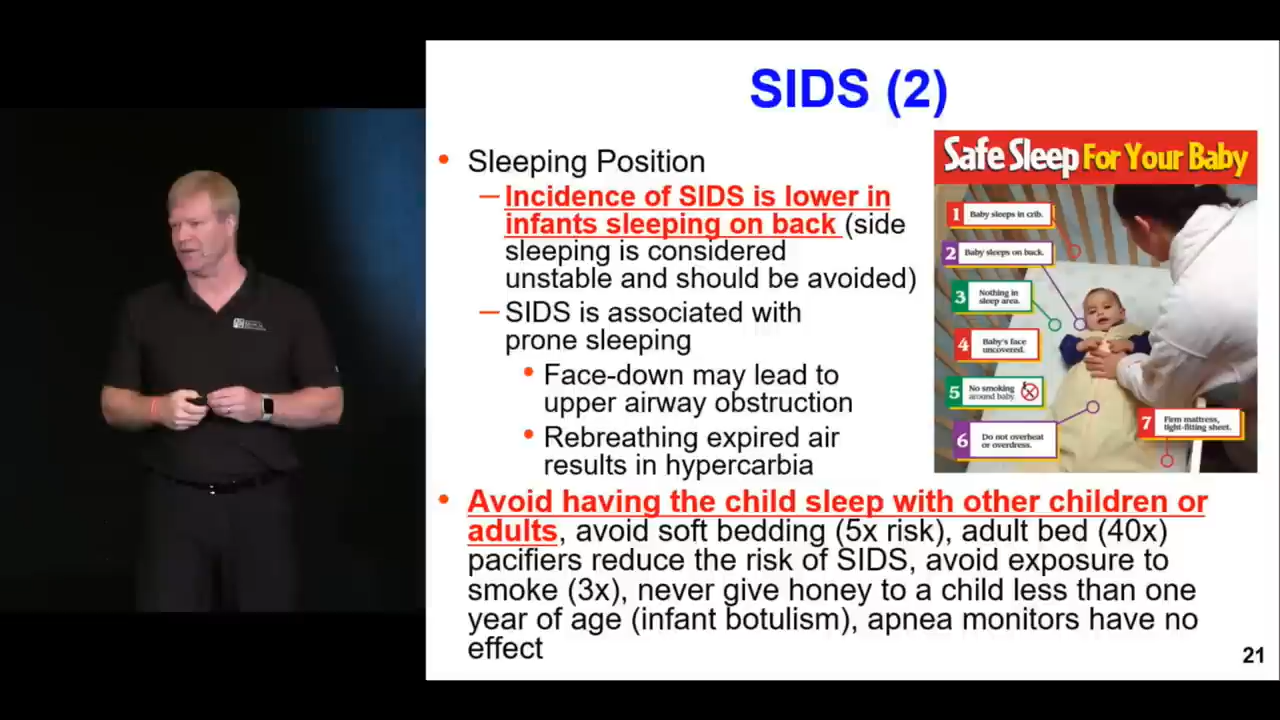 SIDS (2)
• Sleeping Position
– Incidence of SIDS is lower in
infants sleeping on back (side
sleeping is considered
unstable and should be avoided)
– SIDS is associated with
prone sleeping
• Face-down may lead to
upper airway obstruction
• Rebreathing expired air
results in hypercarbia
• Avoid having the child sleep with other children or
adults, avoid soft bedding (5x risk), adult bed (40x)
pacifiers reduce the risk of SIDS, avoid exposure to
smoke (3x), never give honey to a child less than one
year of age (infant botulism), apnea monitors have no
effect
Safe Sleep For Your Baby
1 Baby sleeps in crib.
2 Baby sleeps on back.
3 Nothing in
sleep area.
4 Baby's face
uncovered.
5 No smoking
around baby.
6 Do not overheat
or overdress.
7 Firm mattress,
tight-fitting sheet.
21